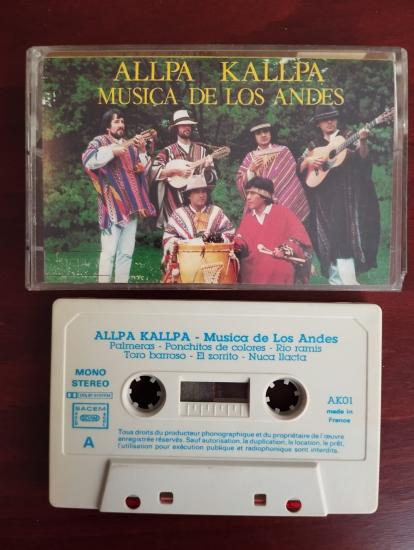 ALLPA KALLPA
MUSICA DE LOS ANDES
ALLPA KALLPA - Musica de Los Andes
Palmeras - Ponchitos de colores - Rio ramis
Toro barroso - El zorrito - Nuca llacta
MONO
STEREO
DOLBY SYSTEM
SACEM
A
AK01
made in
France
Tous droits du producteur phonographique et du propriétaire de l'œuvre
enregistrée réservés. Sauf autorisation, la duplication, la location, le prêt,
l'utilisation pour exécution publique et radiophonique sont interdits.